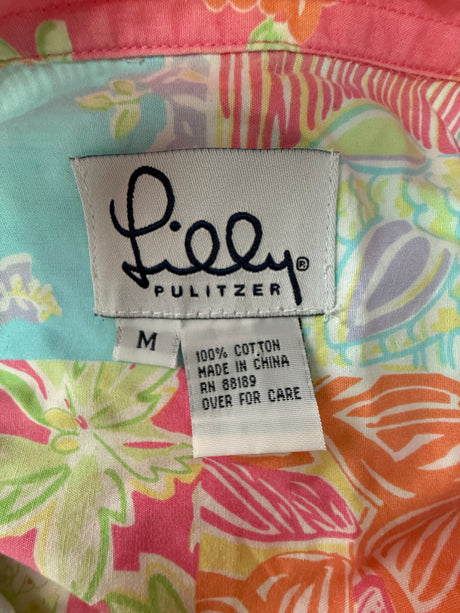 Lilly®
PULITZER
M
100% COTTON
MADE IN CHINA
RN 88189
OVER FOR CARE